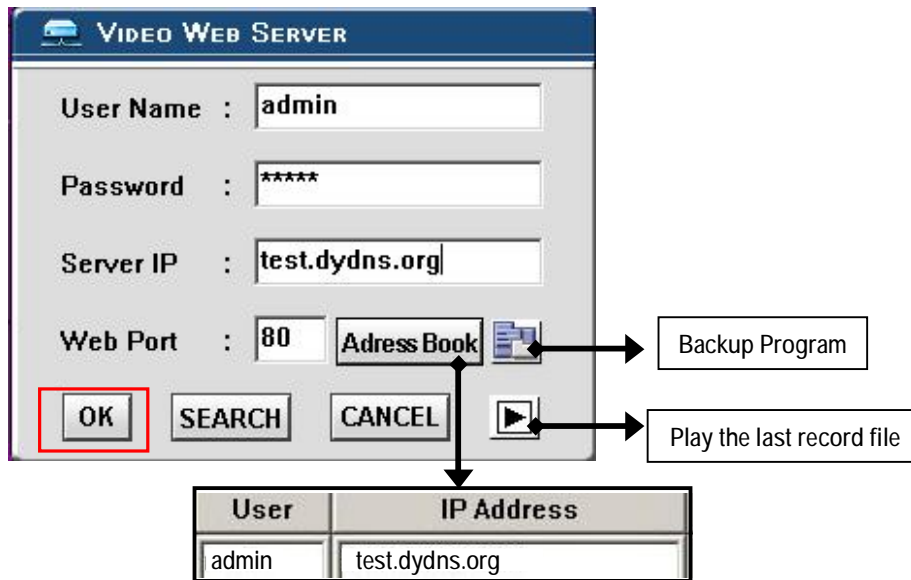 VIDEO WEB SERVER
User Name : admin
Password : *****
Server IP : test.dydns.org
Web Port : 80 Adress Book
Backup Program
OK SEARCH CANCEL
Play the last record file
User IP Address
admin test.dydns.org